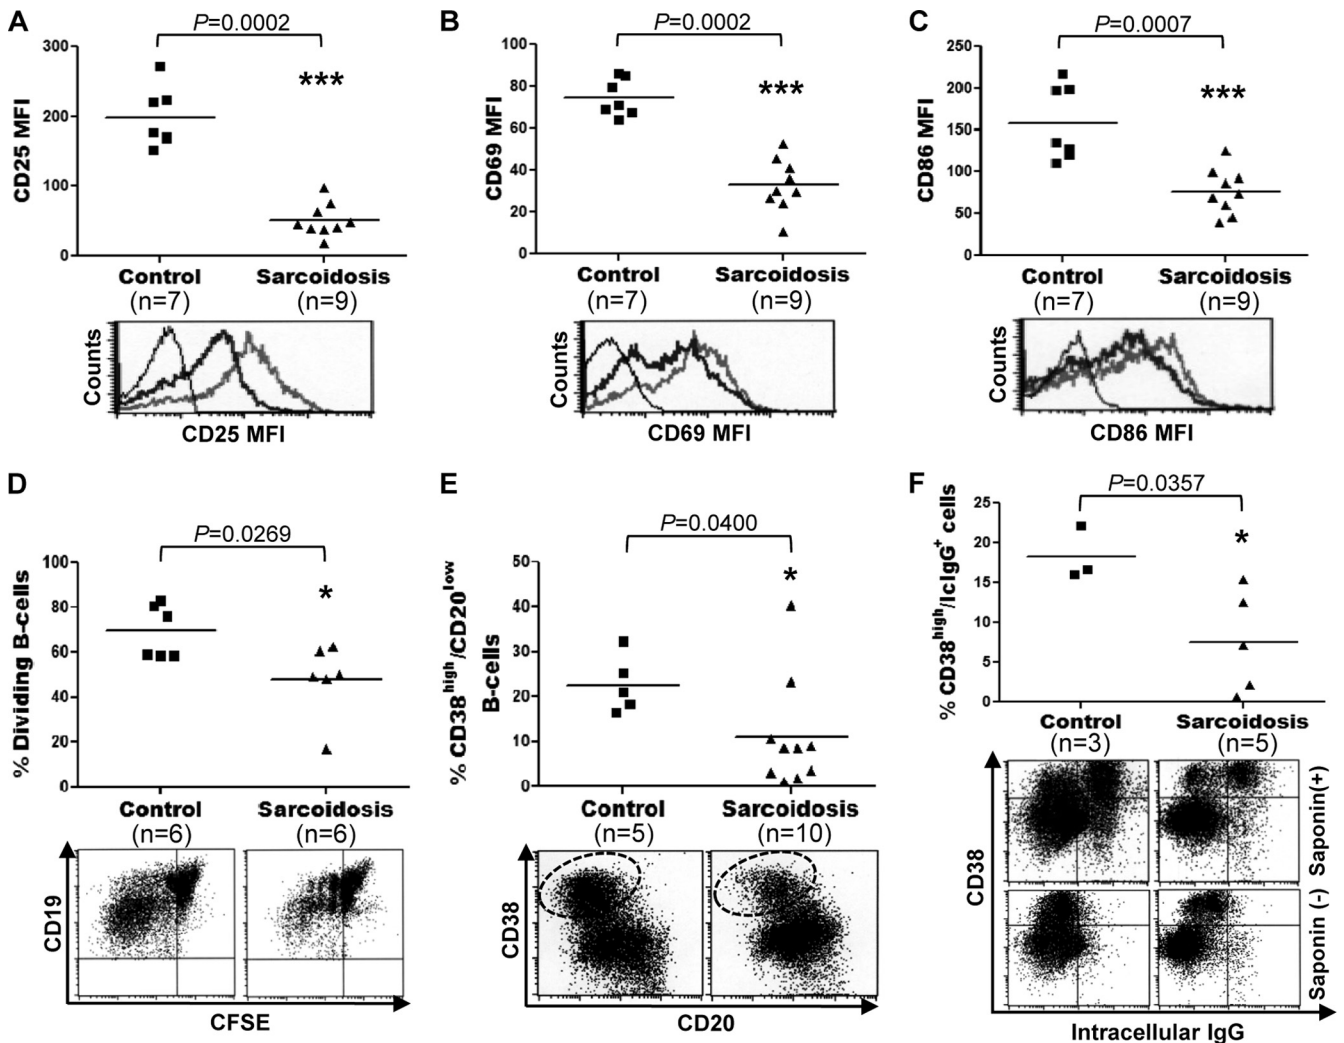 A
P=0.0002
CD25 MFI
300
200
100
0
***
Control
Sarcoidosis
(n=7)
(n=9)
Counts
CD25 MFI
B
P=0.0002
CD69 MFI
100
80
60
40
20
0
***
Control
Sarcoidosis
(n=7)
(n=9)
Counts
CD69 MFI
C
P=0.0007
CD86 MFI
250
200
150
100
50
0
***
Control
Sarcoidosis
(n=7)
(n=9)
Counts
CD86 MFI
D
P=0.0269
% Dividing B-cells
100
80
60
40
20
0
*
Control
Sarcoidosis
(n=6)
(n=6)
CD19
CFSE
E
P=0.0400
% CD38high/CD20low
B-cells
50
40
30
20
10
0
*
Control
Sarcoidosis
(n=5)
(n=10)
CD38
CD20
F
P=0.0357
% CD38high/IcIgG+ cells
25
20
15
10
5
0
*
Control
Sarcoidosis
(n=3)
(n=5)
CD38
Saponin(+)
Saponin (-)
Intracellular IgG